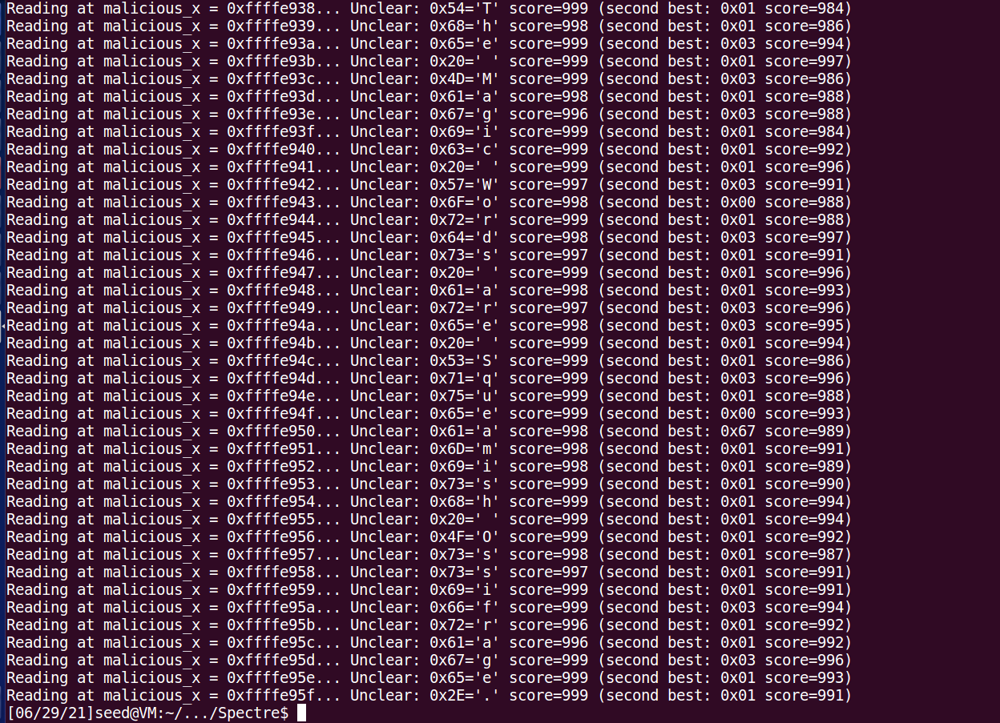 Reading at malicious_x = 0xffffe938... Unclear: 0x54='T' score=999 (second best: 0x01 score=984)
Reading at malicious_x = 0xffffe939... Unclear: 0x68='h' score=998 (second best: 0x01 score=986)
Reading at malicious_x = 0xffffe93a... Unclear: 0x65='e' score=999 (second best: 0x03 score=994)
Reading at malicious_x = 0xffffe93b... Unclear: 0x20=' ' score=999 (second best: 0x01 score=997)
Reading at malicious_x = 0xffffe93c... Unclear: 0x4D='M' score=999 (second best: 0x03 score=986)
Reading at malicious_x = 0xffffe93d... Unclear: 0x61='a' score=998 (second best: 0x01 score=988)
Reading at malicious_x = 0xffffe93e... Unclear: 0x67='g' score=996 (second best: 0x03 score=988)
Reading at malicious_x = 0xffffe93f... Unclear: 0x69='i' score=999 (second best: 0x01 score=984)
Reading at malicious_x = 0xffffe940... Unclear: 0x63='c' score=999 (second best: 0x01 score=992)
Reading at malicious_x = 0xffffe941... Unclear: 0x20=' ' score=999 (second best: 0x01 score=996)
Reading at malicious_x = 0xffffe942... Unclear: 0x57='W' score=997 (second best: 0x03 score=991)
Reading at malicious_x = 0xffffe943... Unclear: 0x6F='o' score=998 (second best: 0x00 score=988)
Reading at malicious_x = 0xffffe944... Unclear: 0x72='r' score=999 (second best: 0x01 score=988)
Reading at malicious_x = 0xffffe945... Unclear: 0x64='d' score=998 (second best: 0x03 score=997)
Reading at malicious_x = 0xffffe946... Unclear: 0x73='s' score=997 (second best: 0x01 score=991)
Reading at malicious_x = 0xffffe947... Unclear: 0x20=' ' score=999 (second best: 0x01 score=996)
Reading at malicious_x = 0xffffe948... Unclear: 0x61='a' score=998 (second best: 0x01 score=993)
Reading at malicious_x = 0xffffe949... Unclear: 0x72='r' score=997 (second best: 0x03 score=996)
Reading at malicious_x = 0xffffe94a... Unclear: 0x65='e' score=998 (second best: 0x03 score=995)
Reading at malicious_x = 0xffffe94b... Unclear: 0x20=' ' score=999 (second best: 0x01 score=994)
Reading at malicious_x = 0xffffe94c... Unclear: 0x53='S' score=999 (second best: 0x01 score=986)
Reading at malicious_x = 0xffffe94d... Unclear: 0x71='q' score=999 (second best: 0x03 score=996)
Reading at malicious_x = 0xffffe94e... Unclear: 0x75='u' score=999 (second best: 0x01 score=988)
Reading at malicious_x = 0xffffe94f... Unclear: 0x65='e' score=999 (second best: 0x00 score=993)
Reading at malicious_x = 0xffffe950... Unclear: 0x61='a' score=998 (second best: 0x67 score=989)
Reading at malicious_x = 0xffffe951... Unclear: 0x6D='m' score=998 (second best: 0x01 score=991)
Reading at malicious_x = 0xffffe952... Unclear: 0x69='i' score=998 (second best: 0x01 score=989)
Reading at malicious_x = 0xffffe953... Unclear: 0x73='s' score=999 (second best: 0x01 score=990)
Reading at malicious_x = 0xffffe954... Unclear: 0x68='h' score=999 (second best: 0x01 score=994)
Reading at malicious_x = 0xffffe955... Unclear: 0x20=' ' score=999 (second best: 0x01 score=994)
Reading at malicious_x = 0xffffe956... Unclear: 0x4F='O' score=999 (second best: 0x01 score=992)
Reading at malicious_x = 0xffffe957... Unclear: 0x73='s' score=998 (second best: 0x01 score=987)
Reading at malicious_x = 0xffffe958... Unclear: 0x73='s' score=997 (second best: 0x01 score=991)
Reading at malicious_x = 0xffffe959... Unclear: 0x69='i' score=999 (second best: 0x01 score=991)
Reading at malicious_x = 0xffffe95a... Unclear: 0x66='f' score=999 (second best: 0x03 score=994)
Reading at malicious_x = 0xffffe95b... Unclear: 0x72='r' score=996 (second best: 0x01 score=992)
Reading at malicious_x = 0xffffe95c... Unclear: 0x61='a' score=996 (second best: 0x01 score=992)
Reading at malicious_x = 0xffffe95d... Unclear: 0x67='g' score=999 (second best: 0x03 score=996)
Reading at malicious_x = 0xffffe95e... Unclear: 0x65='e' score=999 (second best: 0x01 score=993)
Reading at malicious_x = 0xffffe95f... Unclear: 0x2E='.' score=999 (second best: 0x01 score=991)
[06/29/21]seed@VM:~/.../Spectre$